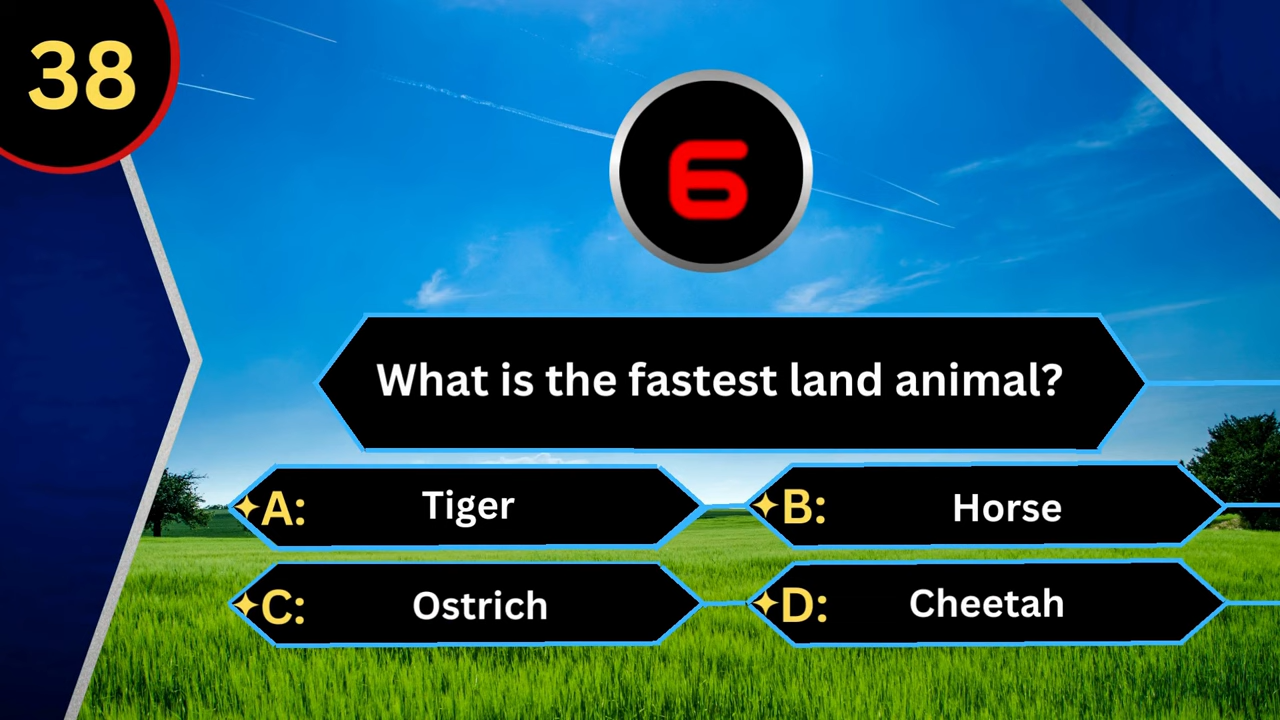 38
6
What is the fastest land animal?
A: Tiger
B: Horse
C: Ostrich
D: Cheetah